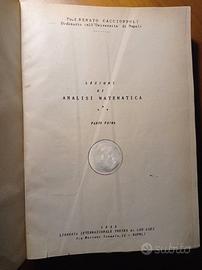 Prof. RENATO CACCIOPPOLI
Ordinario nell'Università di Napoli
LEZIONI
DI
ANALISI MATEMATICA
PARTE PRIMA
LIBRERIA INTERNAZIONALE TREVES di LEO LUPI
NAPOLI
subito